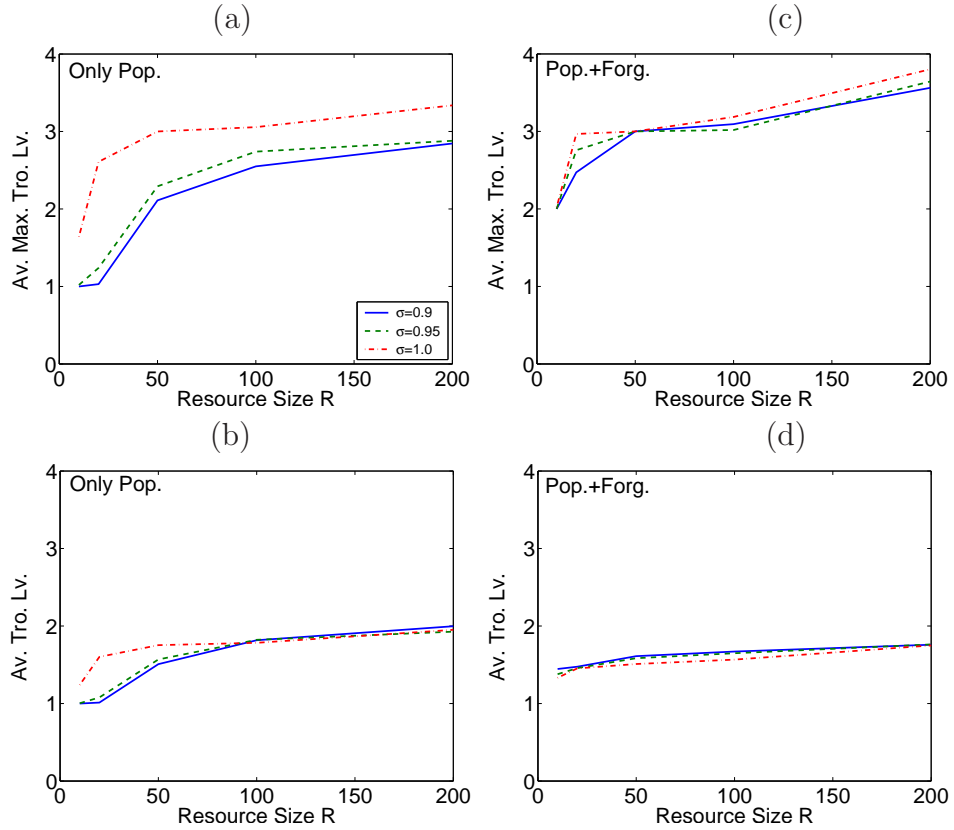 (a)
4
3
2
1
0
Av. Max. Tro. Lv.
Only Pop.
σ=0.9
σ=0.95
σ=1.0
0 50 100 150 200
Resource Size R
(c)
4
3
2
1
0
Av. Max. Tro. Lv.
Pop.+Forg.
0 50 100 150 200
Resource Size R
(b)
4
3
2
1
0
Av. Tro. Lv.
Only Pop.
0 50 100 150 200
Resource Size R
(d)
4
3
2
1
0
Av. Tro. Lv.
Pop.+Forg.
0 50 100 150 200
Resource Size R